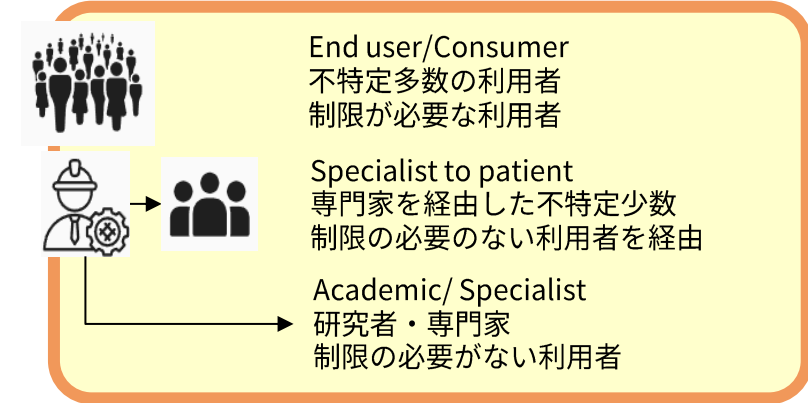 End user/Consumer
不特定多数の利用者
制限が必要な利用者
Specialist to patient
専門家を経由した不特定少数
制限の必要のない利用者を経由
Academic/ Specialist
研究者・専門家
制限の必要がない利用者